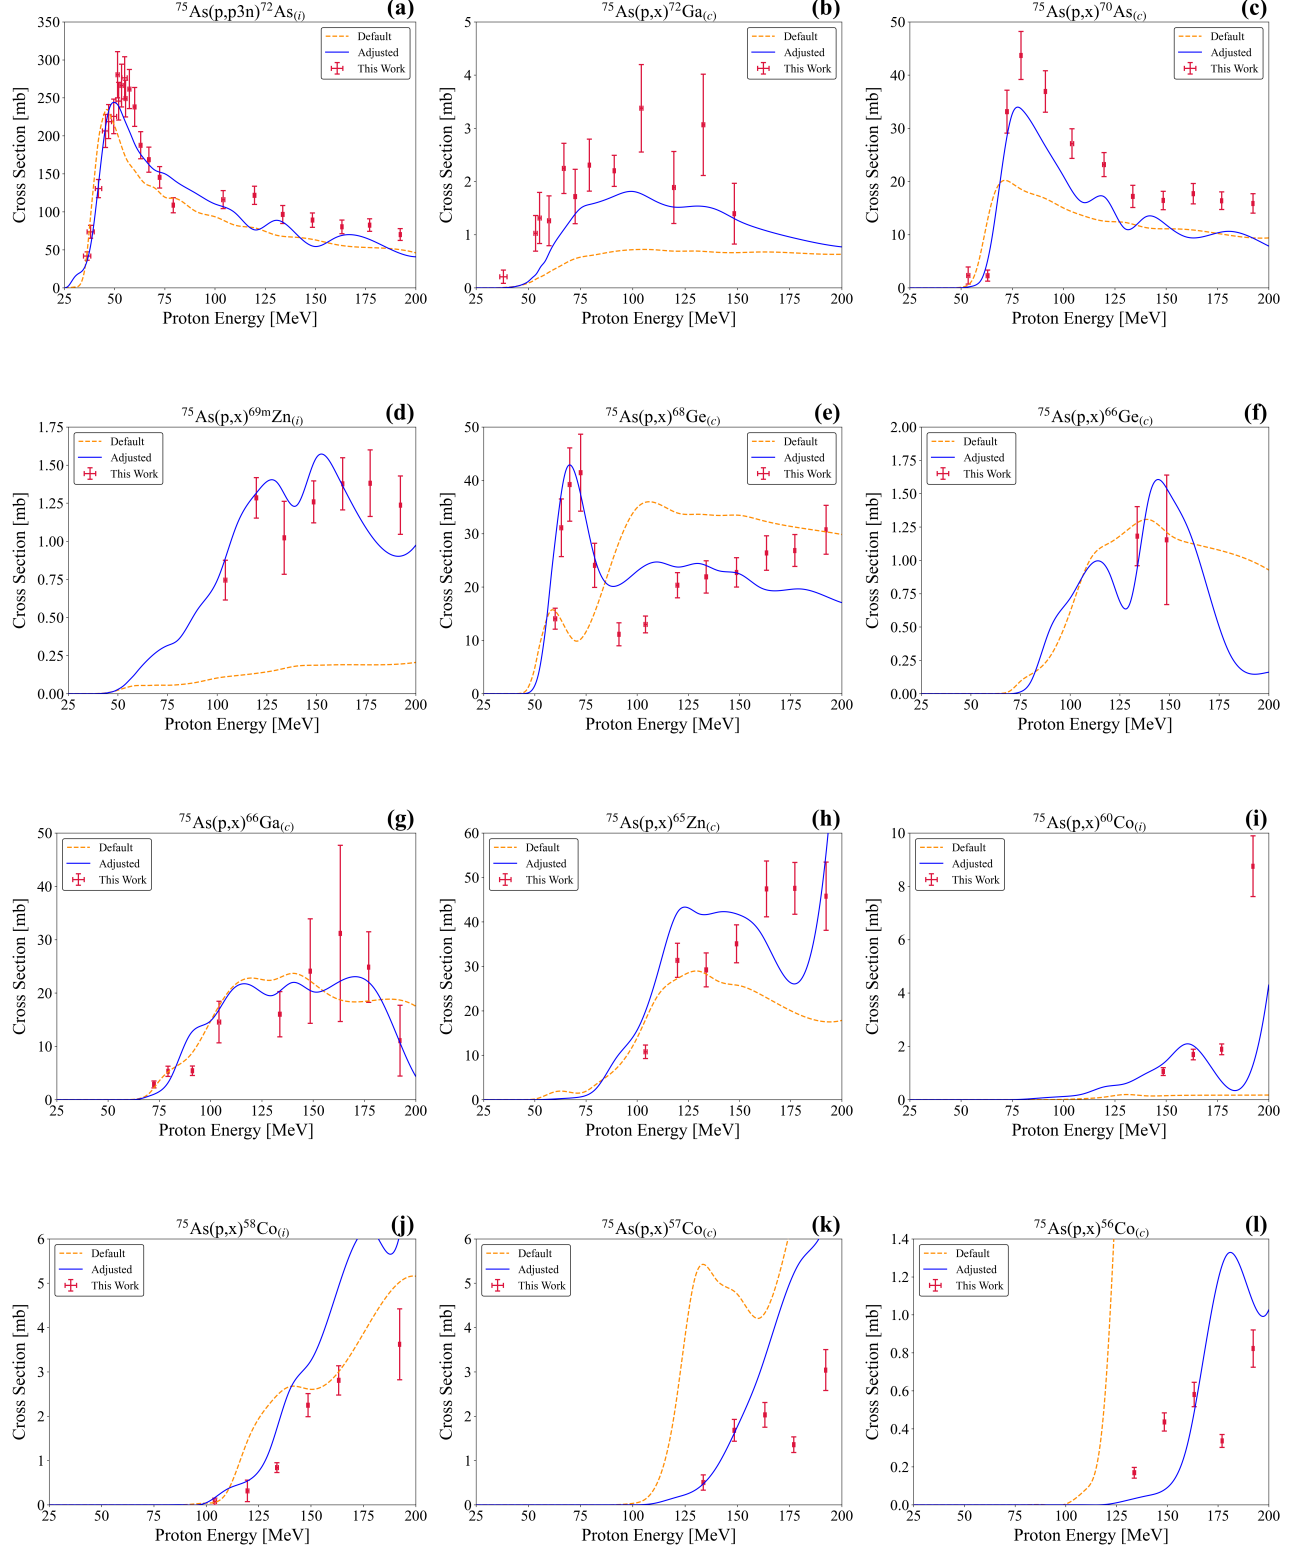 ⁷⁵As(p,p3n)⁷²As(i)
(a)
Cross Section [mb]
350
300
250
200
150
100
50
0
Default
Adjusted
This Work
25 50 75 100 125 150 175 200
Proton Energy [MeV]
⁷⁵As(p,x)⁷²Ga(c)
(b)
Cross Section [mb]
5
4
3
2
1
0
Default
Adjusted
This Work
25 50 75 100 125 150 175 200
Proton Energy [MeV]
⁷⁵As(p,x)⁷⁰As(c)
(c)
Cross Section [mb]
50
40
30
20
10
0
Default
Adjusted
This Work
25 50 75 100 125 150 175 200
Proton Energy [MeV]
⁷⁵As(p,x)⁶⁹ᵐZn(i)
(d)
Cross Section [mb]
1.75
1.50
1.25
1.00
0.75
0.50
0.25
0.00
Default
Adjusted
This Work
25 50 75 100 125 150 175 200
Proton Energy [MeV]
⁷⁵As(p,x)⁶⁸Ge(c)
(e)
Cross Section [mb]
50
40
30
20
10
0
Default
Adjusted
This Work
25 50 75 100 125 150 175 200
Proton Energy [MeV]
⁷⁵As(p,x)⁶⁶Ge(c)
(f)
Cross Section [mb]
2.00
1.75
1.50
1.25
1.00
0.75
0.50
0.25
0.00
Default
Adjusted
This Work
25 50 75 100 125 150 175 200
Proton Energy [MeV]
⁷⁵As(p,x)⁶⁶Ga(c)
(g)
Cross Section [mb]
50
40
30
20
10
0
Default
Adjusted
This Work
25 50 75 100 125 150 175 200
Proton Energy [MeV]
⁷⁵As(p,x)⁶⁵Zn(c)
(h)
Cross Section [mb]
60
50
40
30
20
10
0
Default
Adjusted
This Work
25 50 75 100 125 150 175 200
Proton Energy [MeV]
⁷⁵As(p,x)⁶⁰Co(i)
(i)
Cross Section [mb]
10
8
6
4
2
0
Default
Adjusted
This Work
25 50 75 100 125 150 175 200
Proton Energy [MeV]
⁷⁵As(p,x)⁵⁸Co(i)
(j)
Cross Section [mb]
6
5
4
3
2
1
0
Default
Adjusted
This Work
25 50 75 100 125 150 175 200
Proton Energy [MeV]
⁷⁵As(p,x)⁵⁷Co(c)
(k)
Cross Section [mb]
6
5
4
3
2
1
0
Default
Adjusted
This Work
25 50 75 100 125 150 175 200
Proton Energy [MeV]
⁷⁵As(p,x)⁵⁶Co(c)
(l)
Cross Section [mb]
1.4
1.2
1.0
0.8
0.6
0.4
0.2
0.0
Default
Adjusted
This Work
25 50 75 100 125 150 175 200
Proton Energy [MeV]